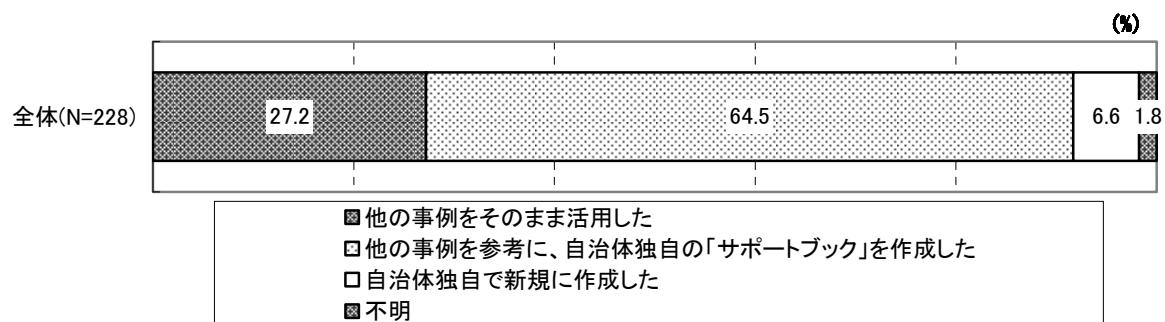 (%)
全体(N=228)
27.2
64.5
6.6
1.8
他の事例をそのまま活用した
他の事例を参考に、自治体独自の「サポートブック」を作成した
自治体独自で新規に作成した
不明